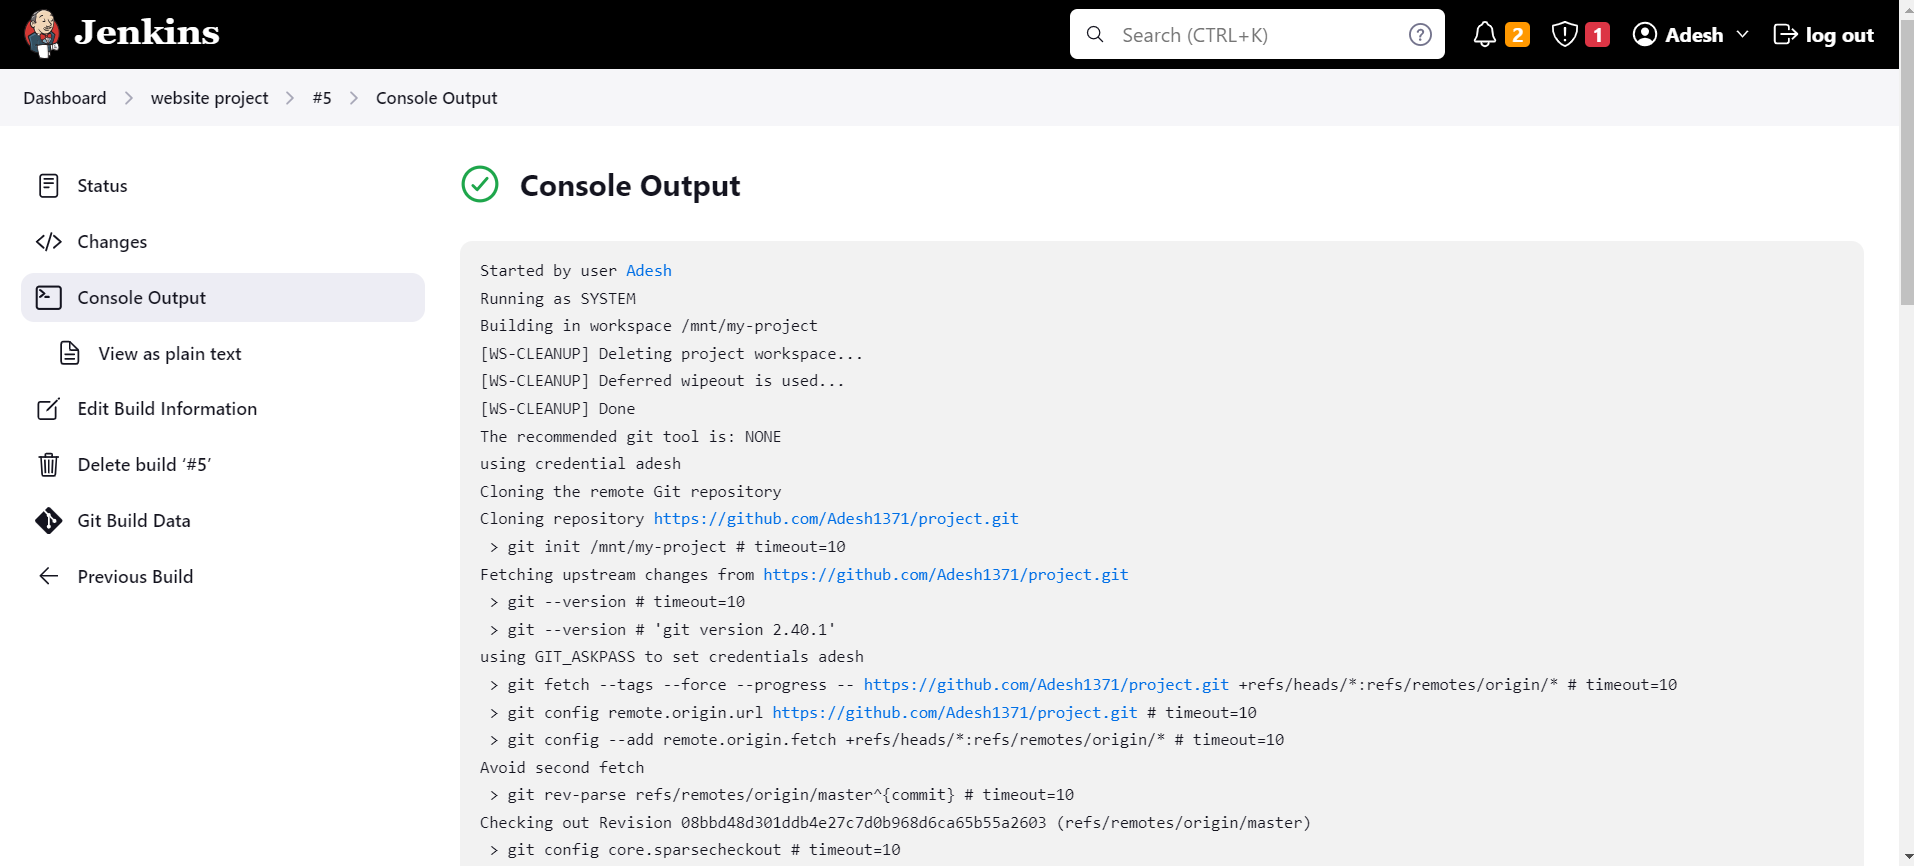 Jenkins
Search (CTRL+K)
2
1
Adesh
log out
Dashboard
website project
#5
Console Output
Status
Changes
Console Output
View as plain text
Edit Build Information
Delete build ‘#5’
Git Build Data
Previous Build
Console Output
Started by user Adesh
Running as SYSTEM
Building in workspace /mnt/my-project
[WS-CLEANUP] Deleting project workspace...
[WS-CLEANUP] Deferred wipeout is used...
[WS-CLEANUP] Done
The recommended git tool is: NONE
using credential adesh
Cloning the remote Git repository
Cloning repository https://github.com/Adesh1371/project.git
 > git init /mnt/my-project # timeout=10
Fetching upstream changes from https://github.com/Adesh1371/project.git
 > git --version # timeout=10
 > git --version # 'git version 2.40.1'
using GIT_ASKPASS to set credentials adesh
 > git fetch --tags --force --progress -- https://github.com/Adesh1371/project.git +refs/heads/*:refs/remotes/origin/* # timeout=10
 > git config remote.origin.url https://github.com/Adesh1371/project.git # timeout=10
 > git config --add remote.origin.fetch +refs/heads/*:refs/remotes/origin/* # timeout=10
Avoid second fetch
 > git rev-parse refs/remotes/origin/master^{commit} # timeout=10
Checking out Revision 08bbd48d301ddb4e27c7d0b968d6ca65b55a2603 (refs/remotes/origin/master)
 > git config core.sparsecheckout # timeout=10